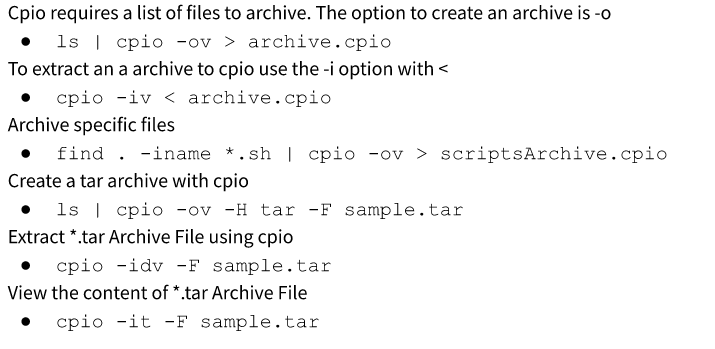 Cpio requires a list of files to archive. The option to create an archive is -o
● ls | cpio -ov > archive.cpio
To extract an a archive to cpio use the -i option with <
● cpio -iv < archive.cpio
Archive specific files
● find . -iname *.sh | cpio -ov > scriptsArchive.cpio
Create a tar archive with cpio
● ls | cpio -ov -H tar -F sample.tar
Extract *.tar Archive File using cpio
● cpio -idv -F sample.tar
View the content of *.tar Archive File
● cpio -it -F sample.tar